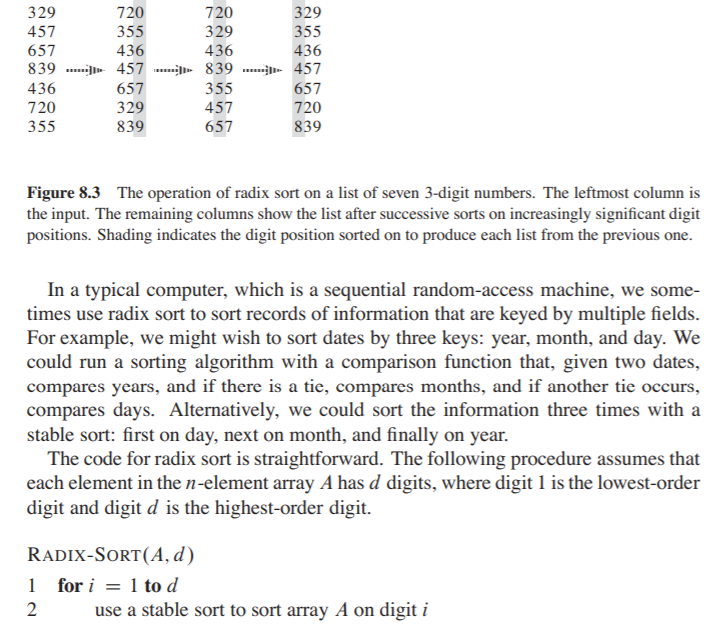 329 720 720 329
457 355 329 355
657 436 436 436
839 457 839 457
436 657 355 657
720 329 457 720
355 839 657 839
Figure 8.3 The operation of radix sort on a list of seven 3-digit numbers. The leftmost column is
the input. The remaining columns show the list after successive sorts on increasingly significant digit
positions. Shading indicates the digit position sorted on to produce each list from the previous one.
In a typical computer, which is a sequential random-access machine, we some-
times use radix sort to sort records of information that are keyed by multiple fields.
For example, we might wish to sort dates by three keys: year, month, and day. We
could run a sorting algorithm with a comparison function that, given two dates,
compares years, and if there is a tie, compares months, and if another tie occurs,
compares days. Alternatively, we could sort the information three times with a
stable sort: first on day, next on month, and finally on year.
The code for radix sort is straightforward. The following procedure assumes that
each element in the n-element array A has d digits, where digit 1 is the lowest-order
digit and digit d is the highest-order digit.
RADIX-SORT(A, d)
1 for i = 1 to d
2 use a stable sort to sort array A on digit i